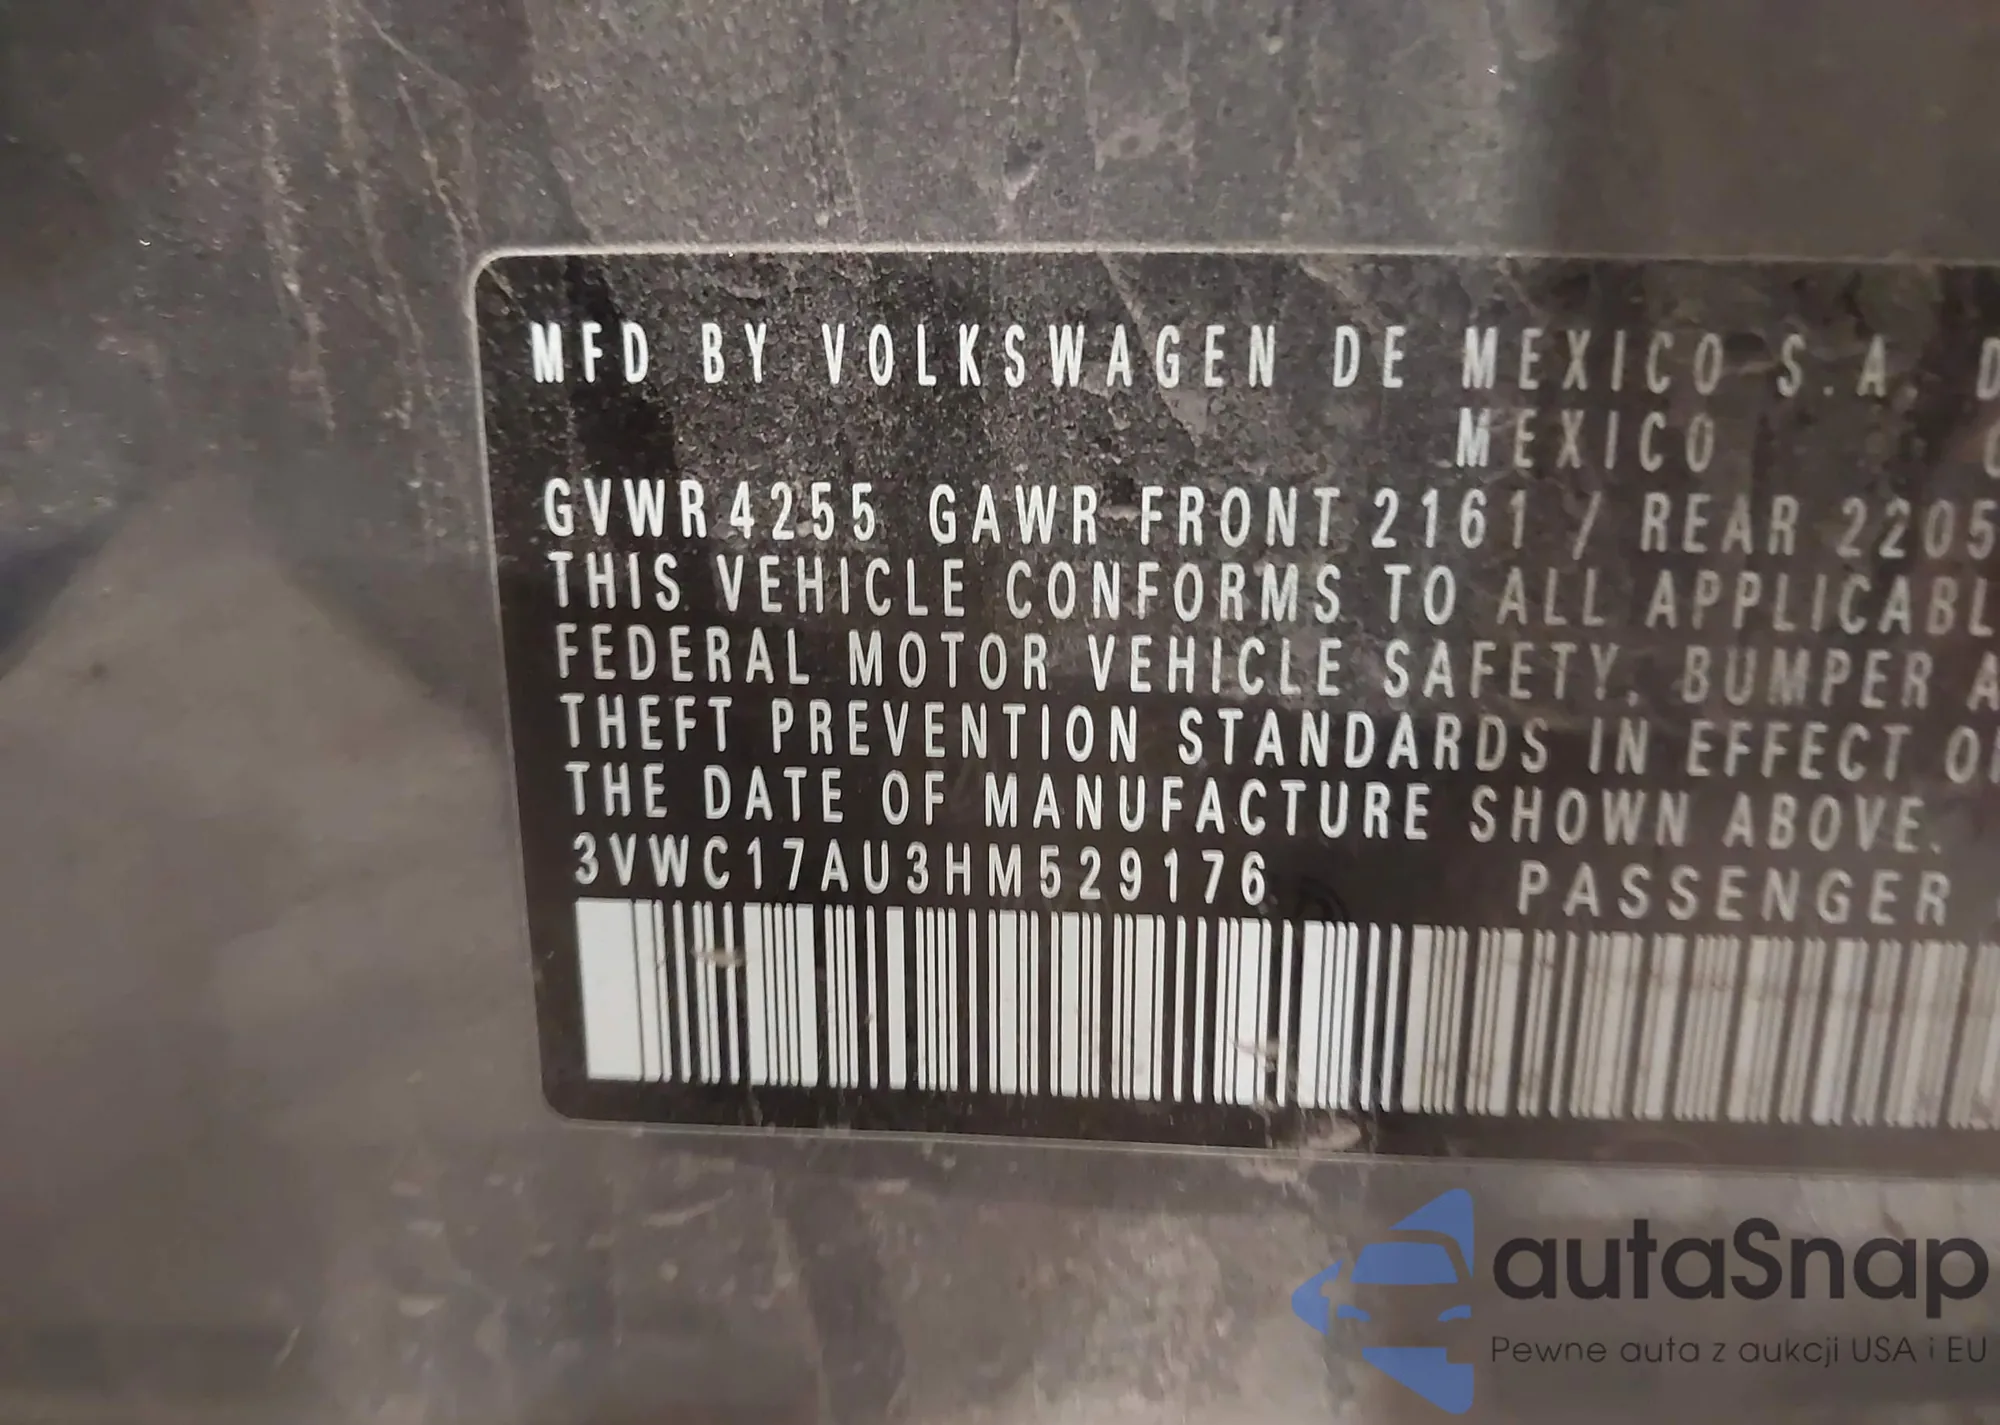 MFD BY VOLKSWAGEN DE MEXICO S.A. D
MEXICO
GVWR 4255 GAWR FRONT 2161 / REAR 2205
THIS VEHICLE CONFORMS TO ALL APPLICABL
FEDERAL MOTOR VEHICLE SAFETY, BUMPER A
THEFT PREVENTION STANDARDS IN EFFECT O
THE DATE OF MANUFACTURE SHOWN ABOVE.
3VWC17AU3HM529176 PASSENGER
autaSnap
Pewne auta z aukcji USA i EU